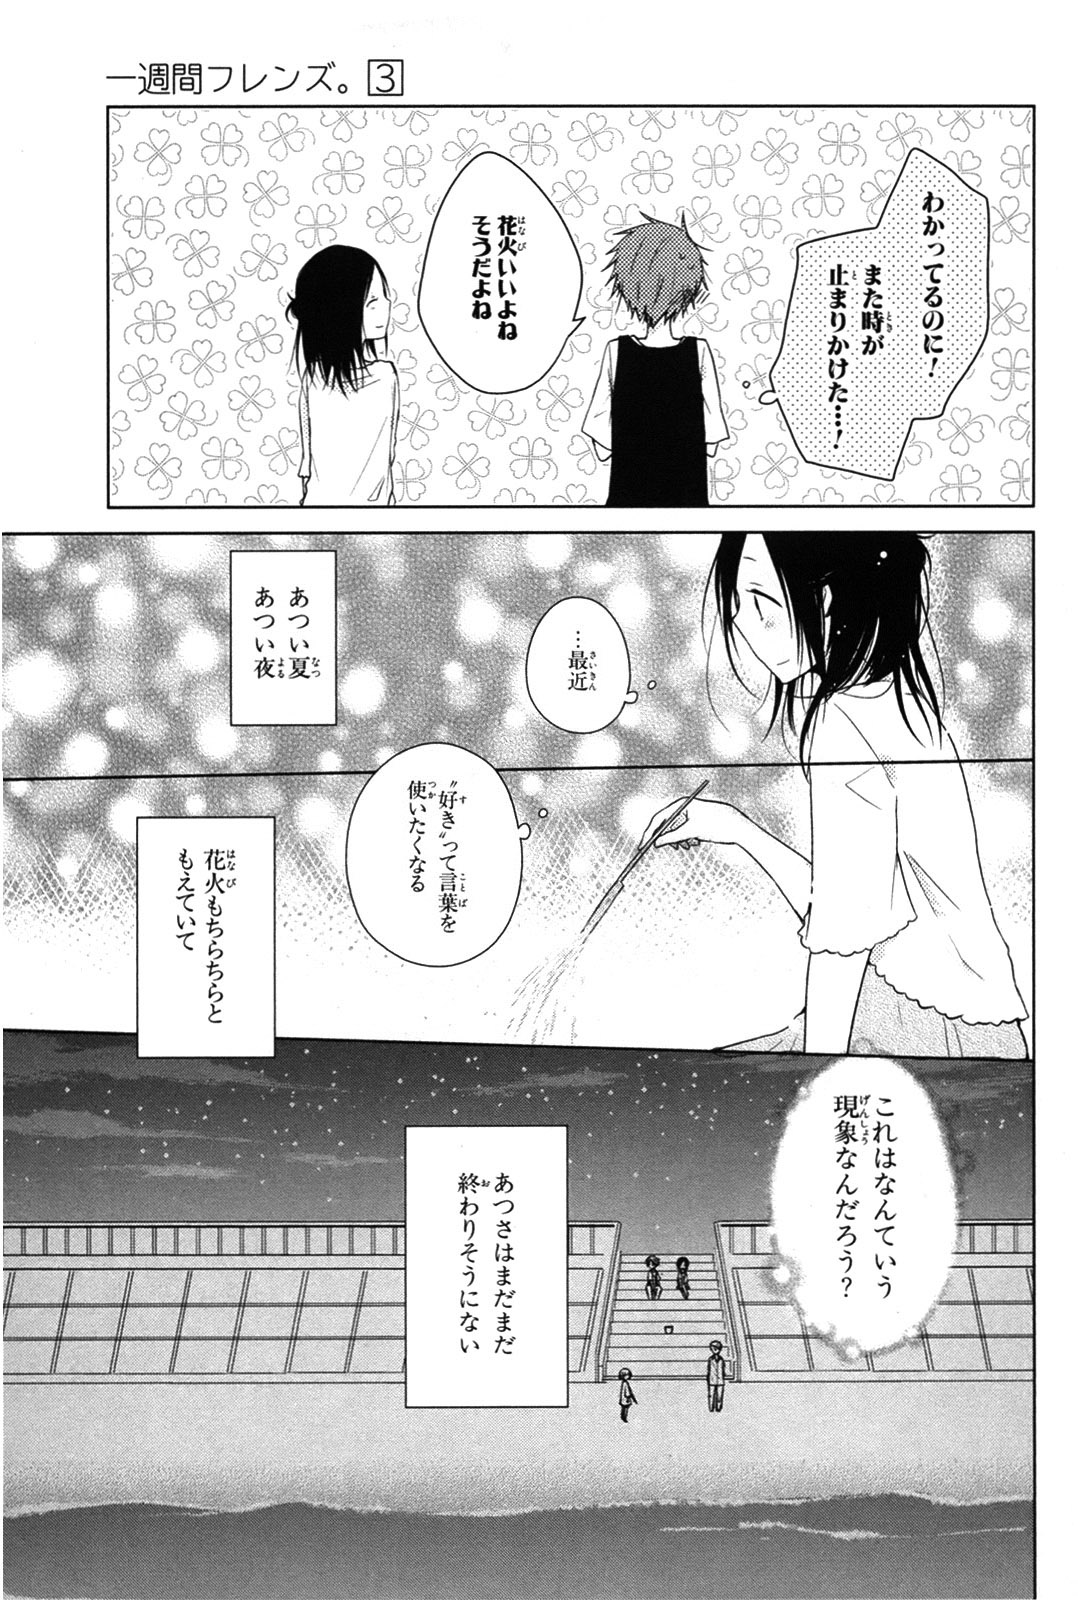 一週間フレンズ。3
わかってるのに!
また時が
止まりかけた…!
花火いいよね
そうだよね
…最近
あつい夏
あつい夜
〝好き〟って言葉を
使いたくなる
花火もちらちらと
もえていて
これはなんていう
現象なんだろう?
あつさはまだまだ
終わりそうにない